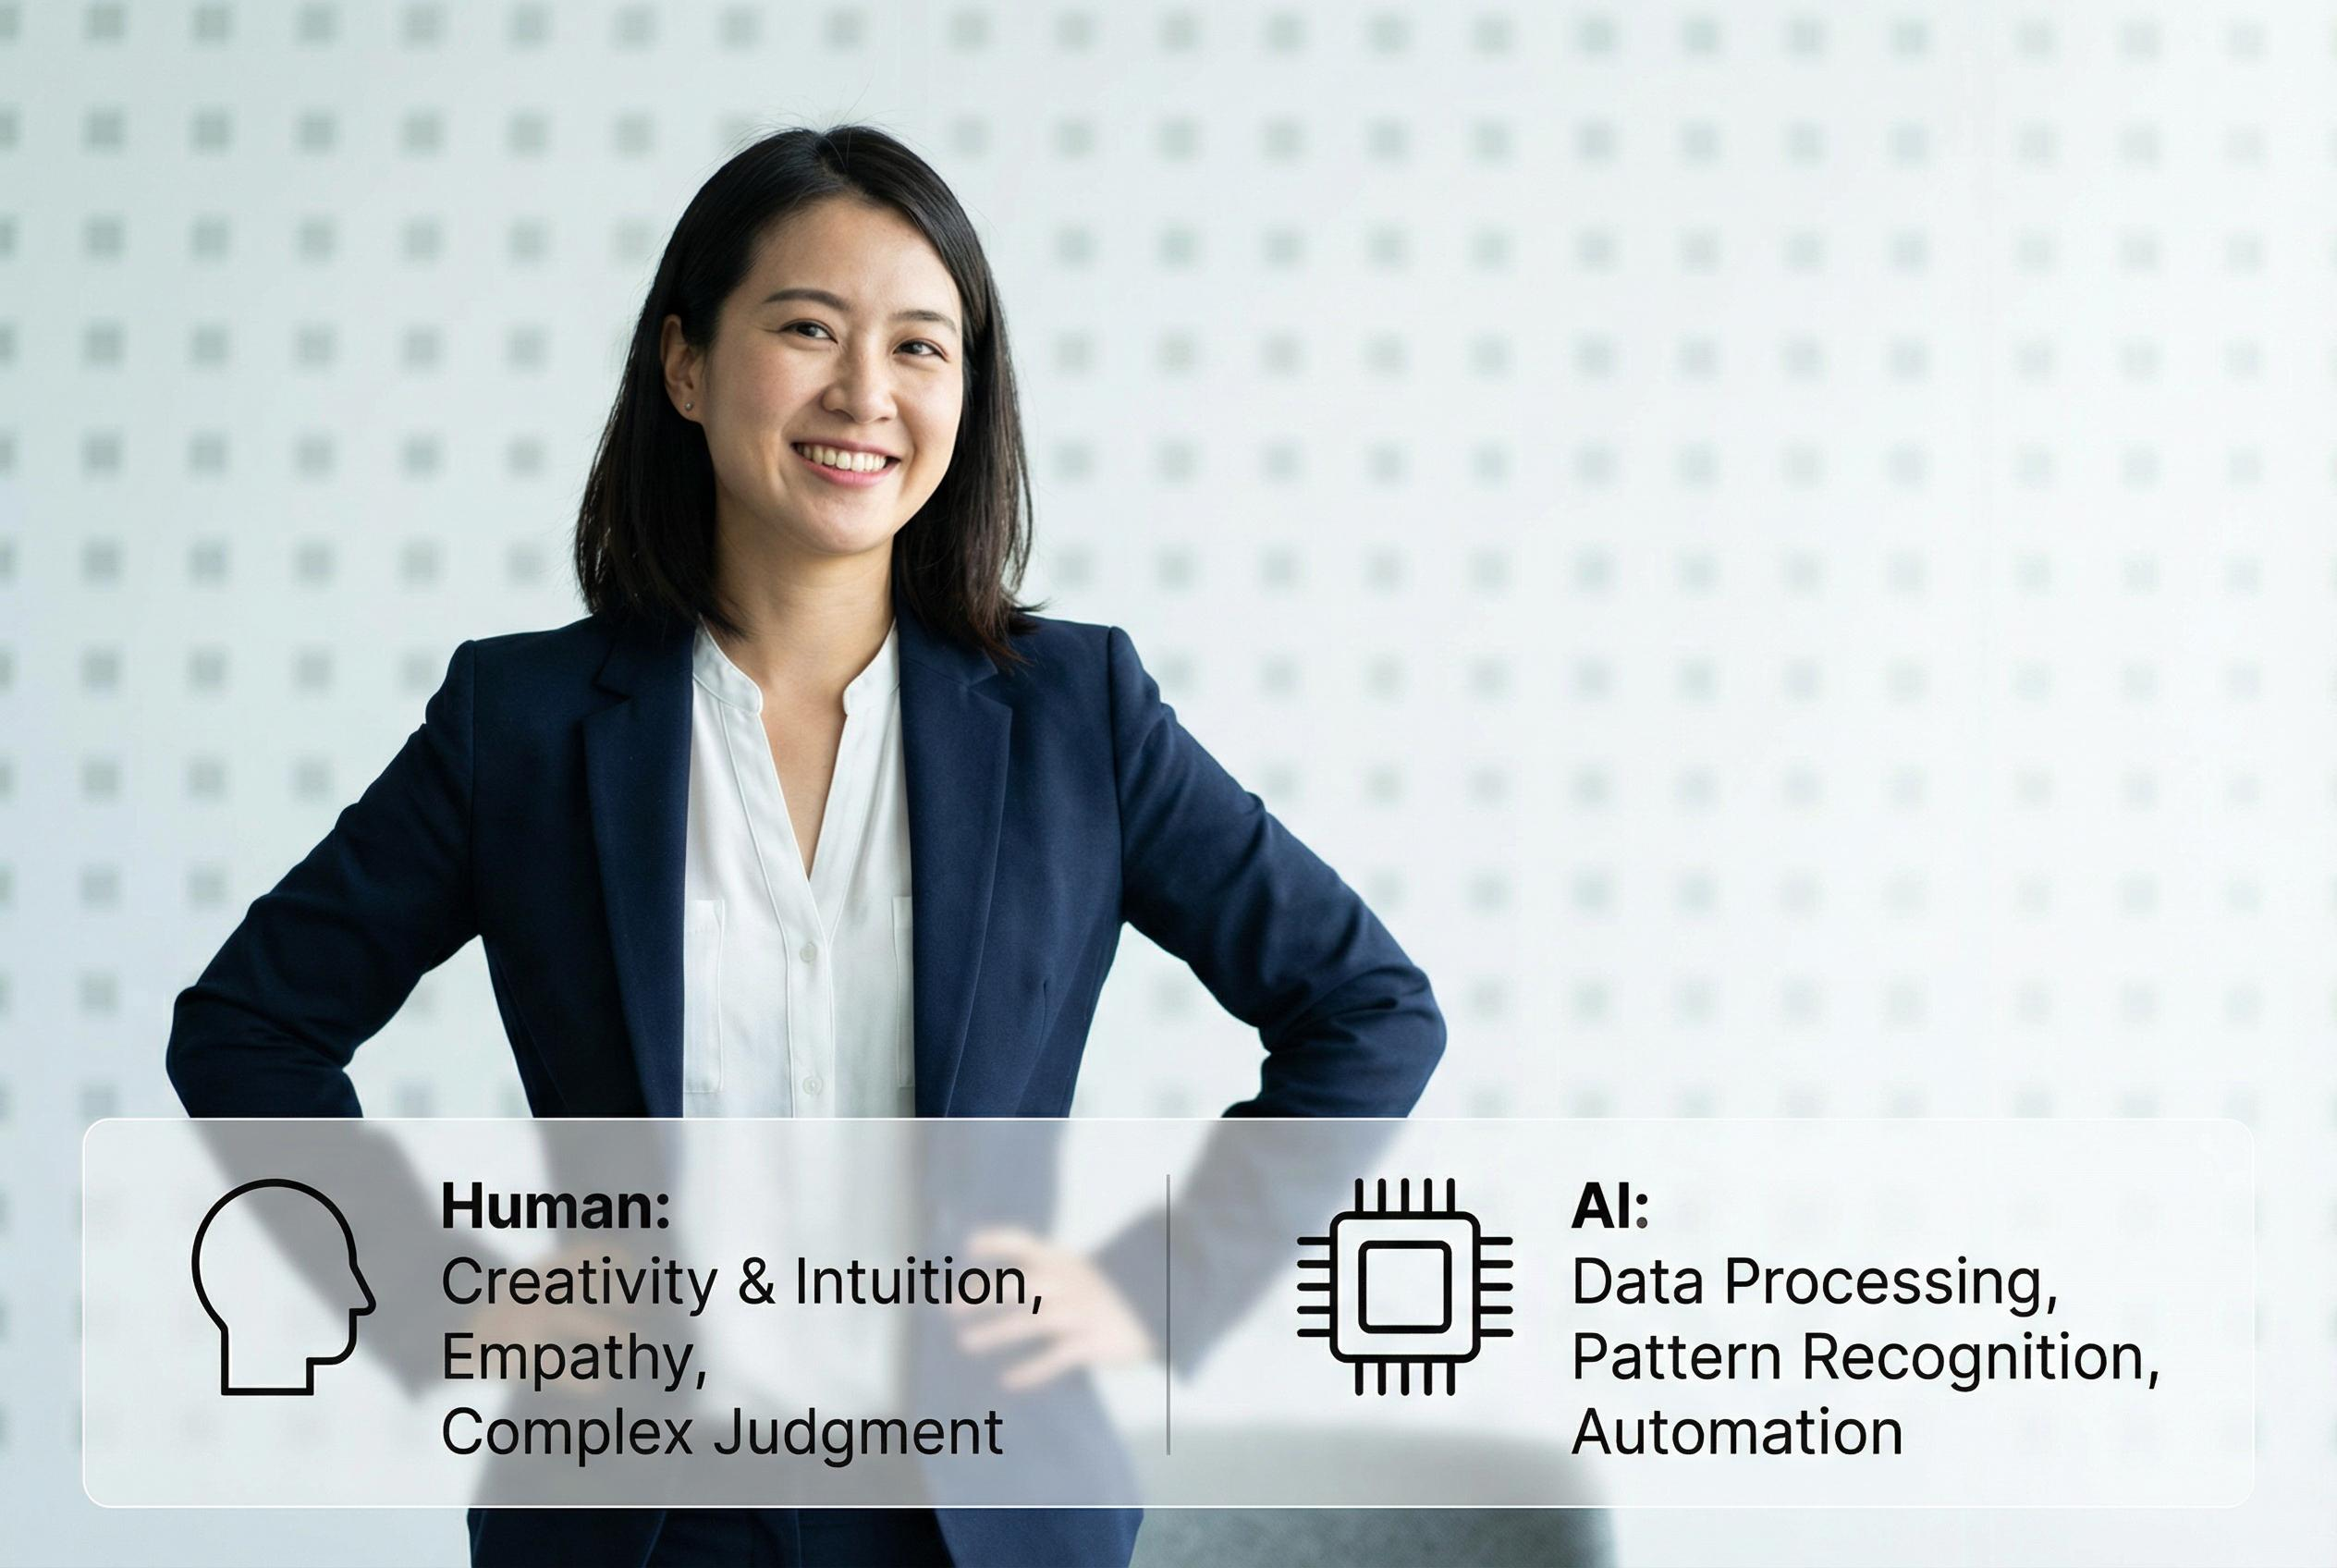 Human:
Creativity & Intuition,
Empathy,
Complex Judgment
AI:
Data Processing,
Pattern Recognition,
Automation